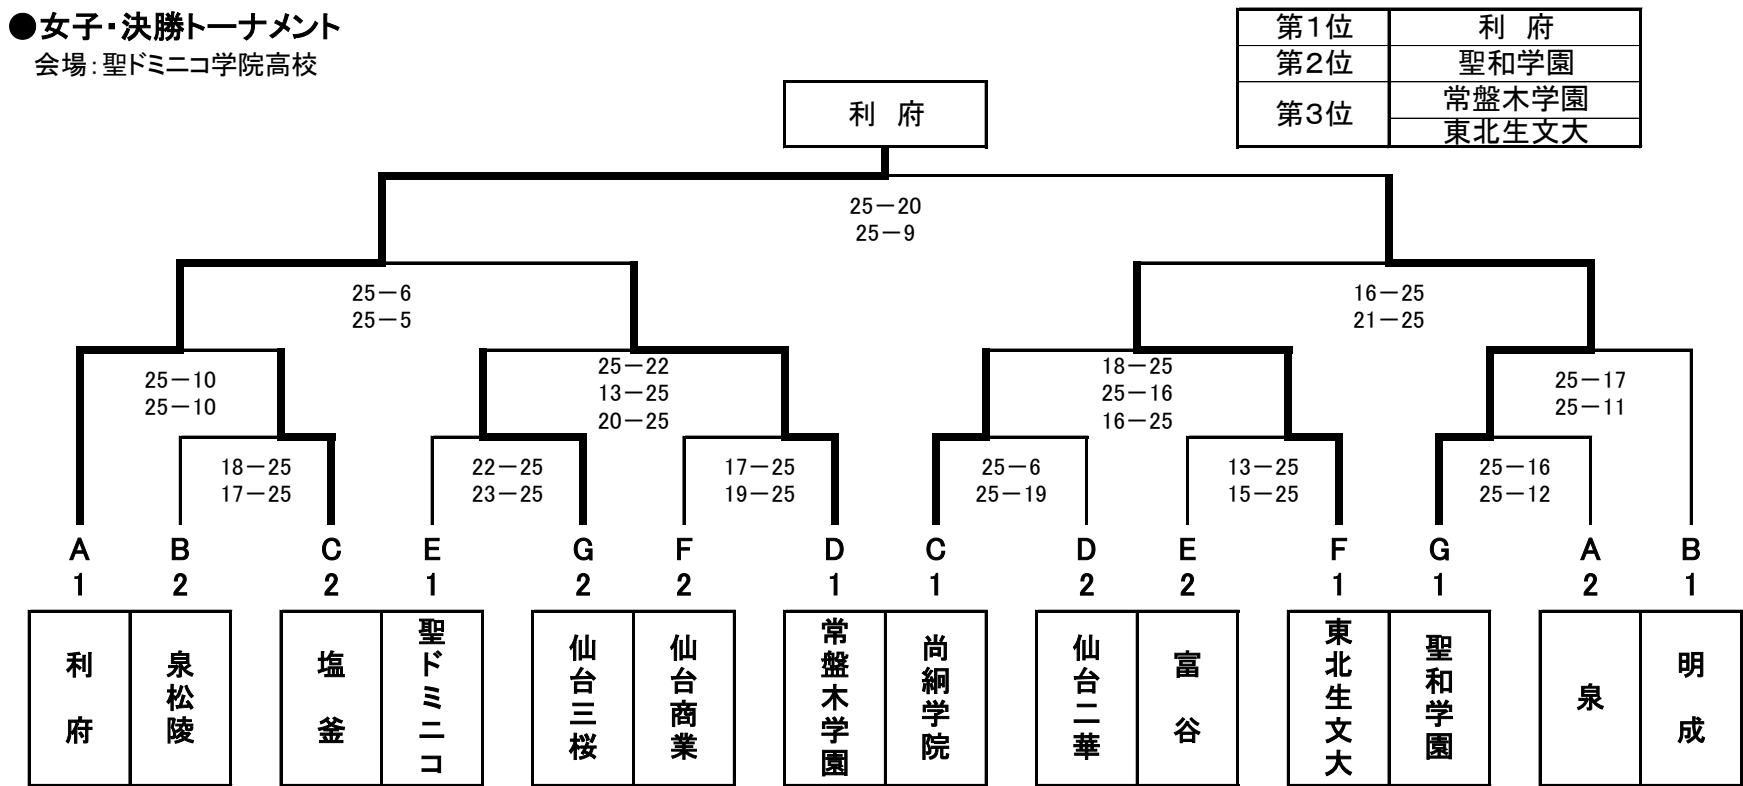 ●女子・決勝トーナメント
会場：聖ドミニコ学院高校
第1位 利 府
第2位 聖和学園
第3位 常盤木学園
東北生文大
利 府
25－20
25－9
25－6
25－5
16－25
21－25
25－10
25－10
25－22
13－25
20－25
18－25
25－16
16－25
25－17
25－11
18－25
17－25
22－25
23－25
17－25
19－25
25－6
25－19
13－25
15－25
25－16
25－12
A B C E G F D C D E F G A B
1 2 2 1 2 2 1 1 2 2 1 1 2 1
利府
泉松陵
塩釜
聖ドミニコ
仙台三桜
仙台商業
常盤木学園
尚絅学院
仙台二華
富谷
東北生文大
聖和学園
泉
明成